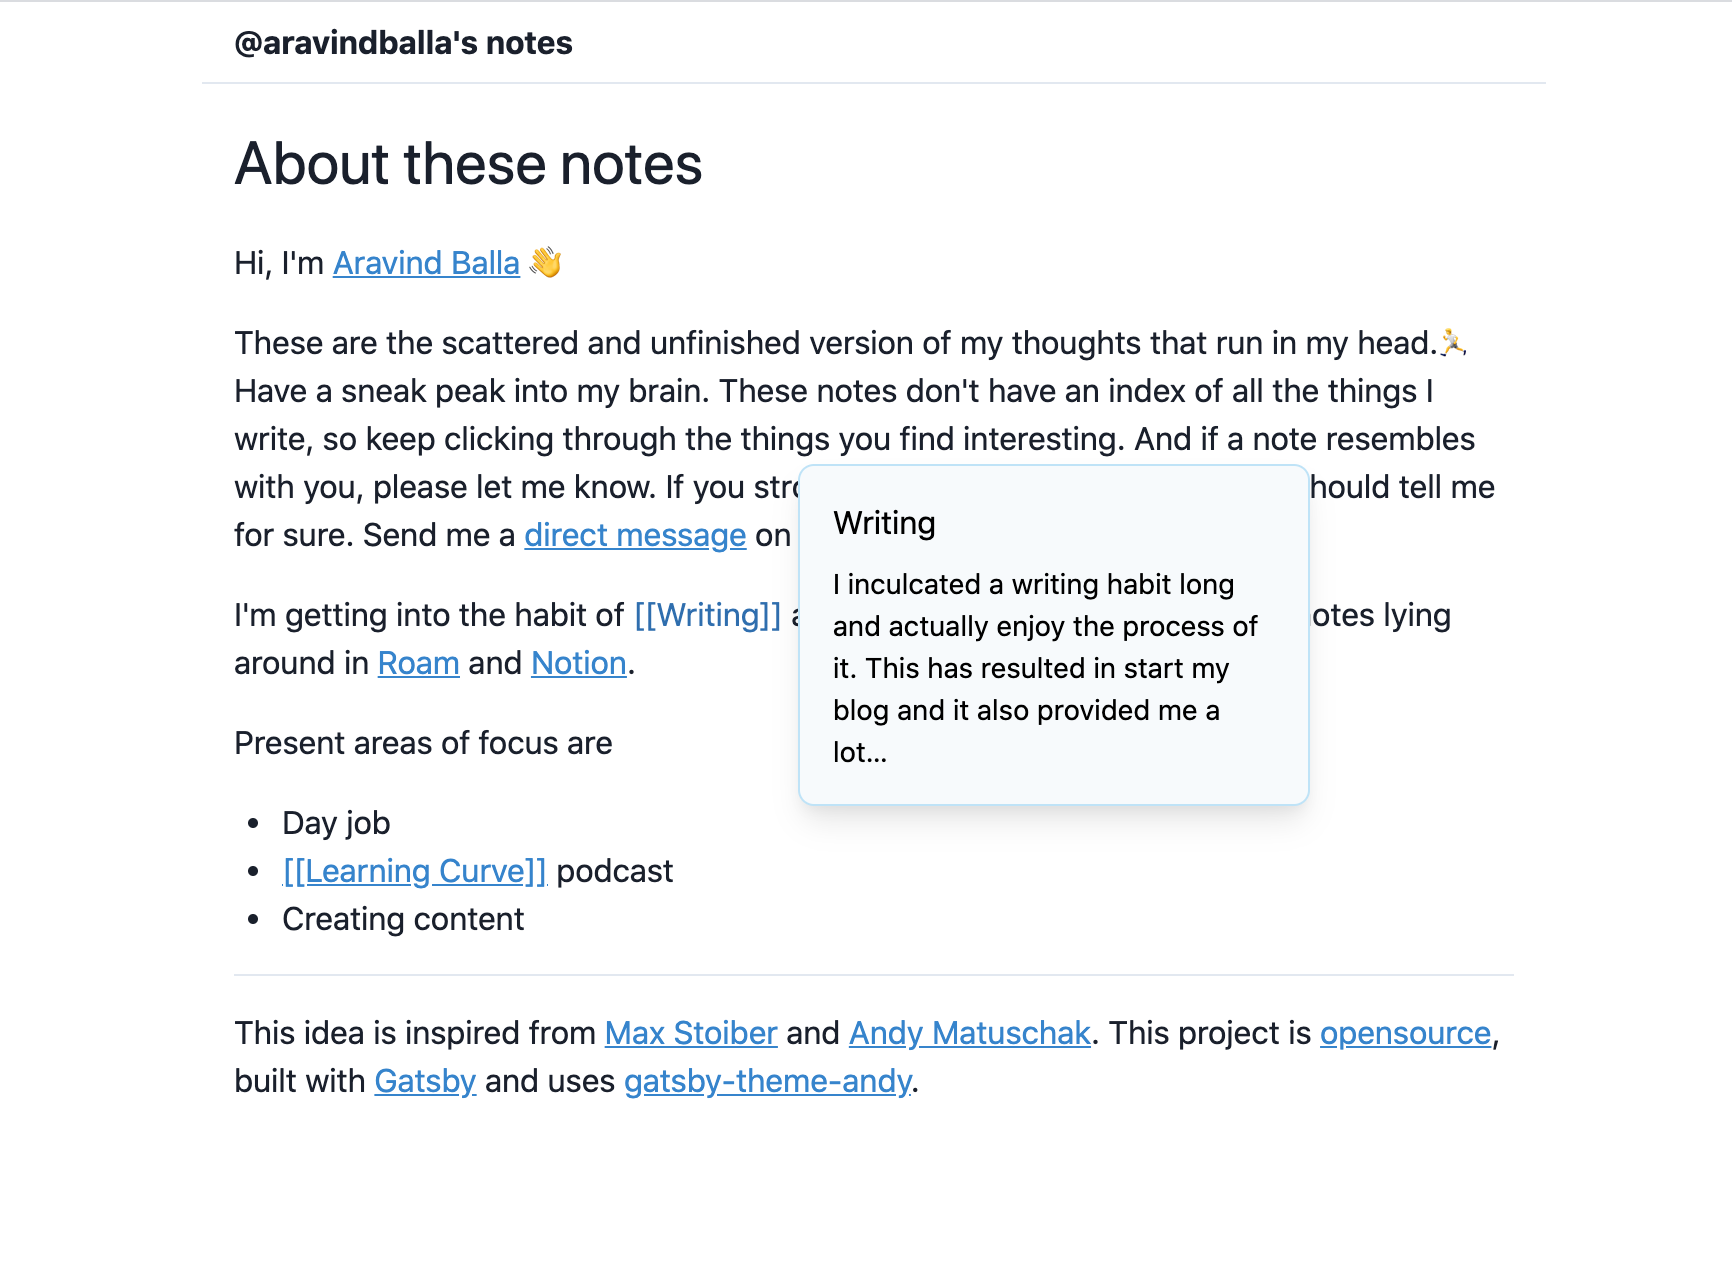 @aravindballa's notes
About these notes
Hi, I'm Aravind Balla 👋
These are the scattered and unfinished version of my thoughts that run in my head.🏃
Have a sneak peak into my brain. These notes don't have an index of all the things I
write, so keep clicking through the things you find interesting. And if a note resembles
with you, please let me know. If you
hould tell me
for sure. Send me a direct message on
I'm getting into the habit of [[Writing]]
lying
around in Roam and Notion.
Writing
I inculcated a writing habit long
and actually enjoy the process of
it. This has resulted in start my
blog and it also provided me a
lot...
Present areas of focus are
• Day job
• [[Learning Curve]] podcast
• Creating content
This idea is inspired from Max Stoiber and Andy Matuschak. This project is opensource,
built with Gatsby and uses gatsby-theme-andy.